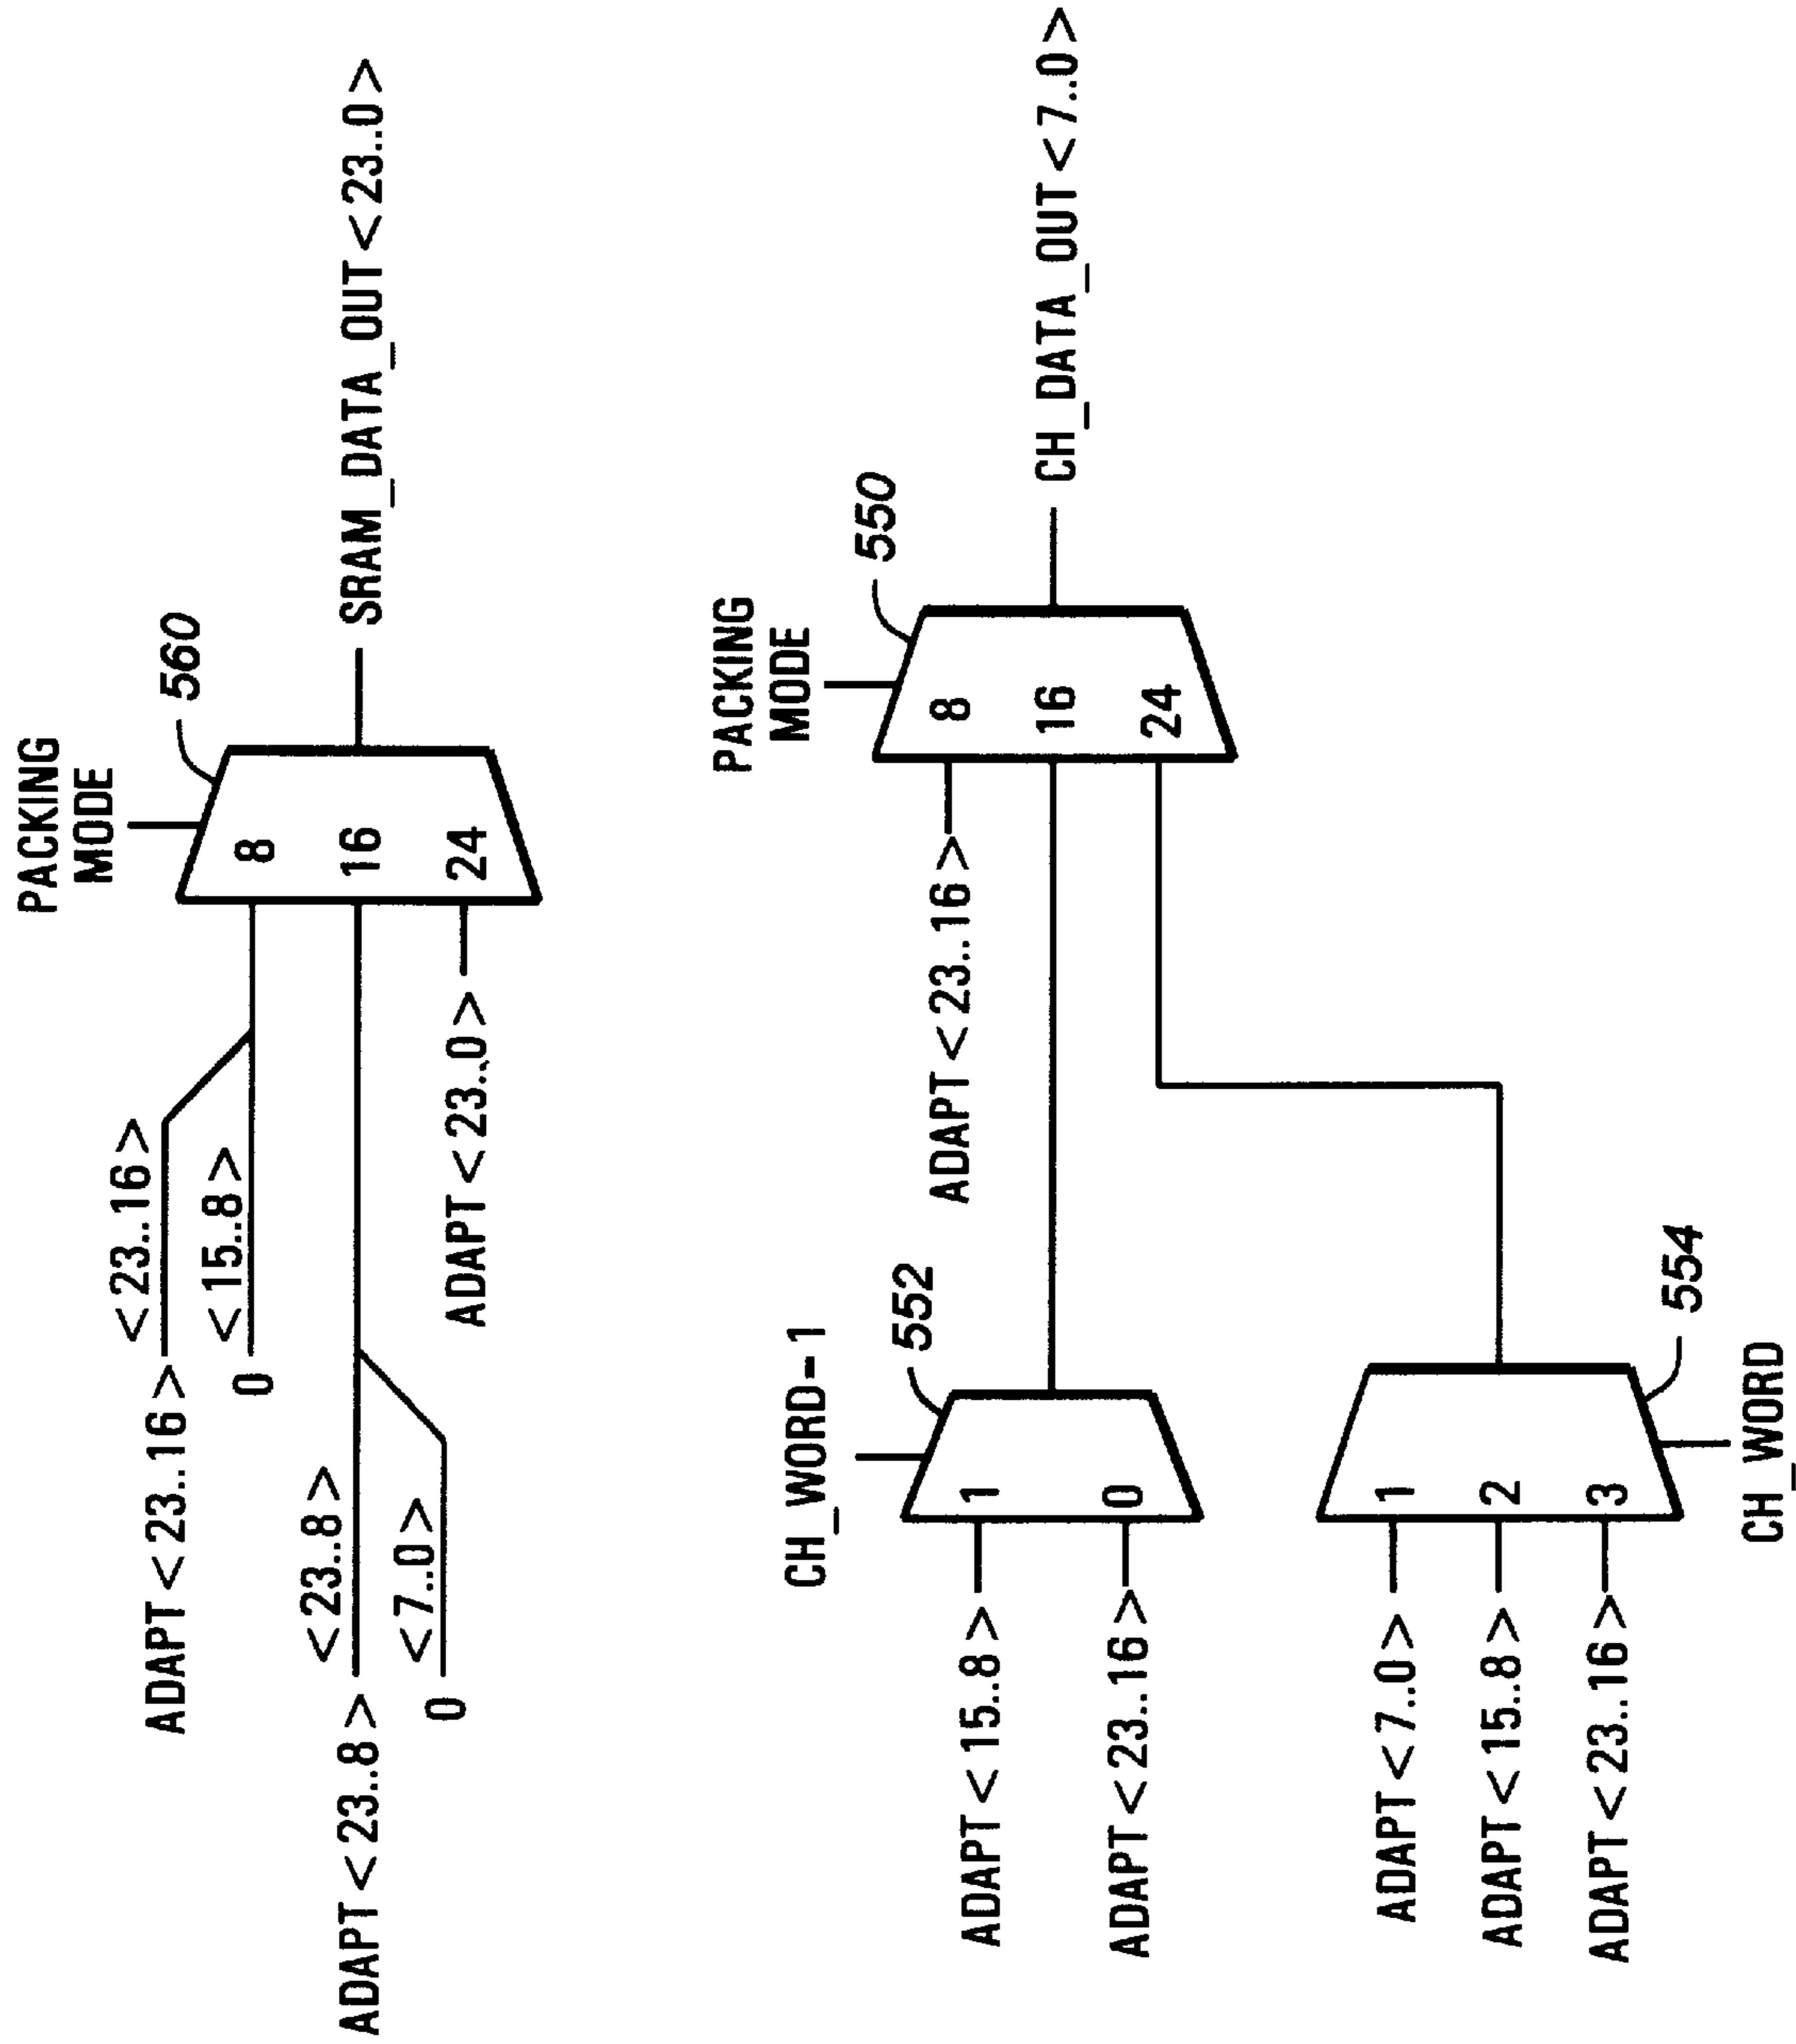 PACKING
MODE
560
ADAPT<23..16>
<23..16>
<15..8>
0
8
ADAPT<23..8>
<23..8>
<7..0>
0
16
SRAM_DATA_OUT<23..0>
ADAPT<23..0>
24
PACKING
MODE
550
CH_WORD=1
552
ADAPT<23..16>
8
ADAPT<15..8>
1
16
CH_DATA_OUT<7..0>
ADAPT<23..16>
0
24
ADAPT<7..0>
1
ADAPT<15..8>
2
ADAPT<23..16>
3
554
CH_WORD